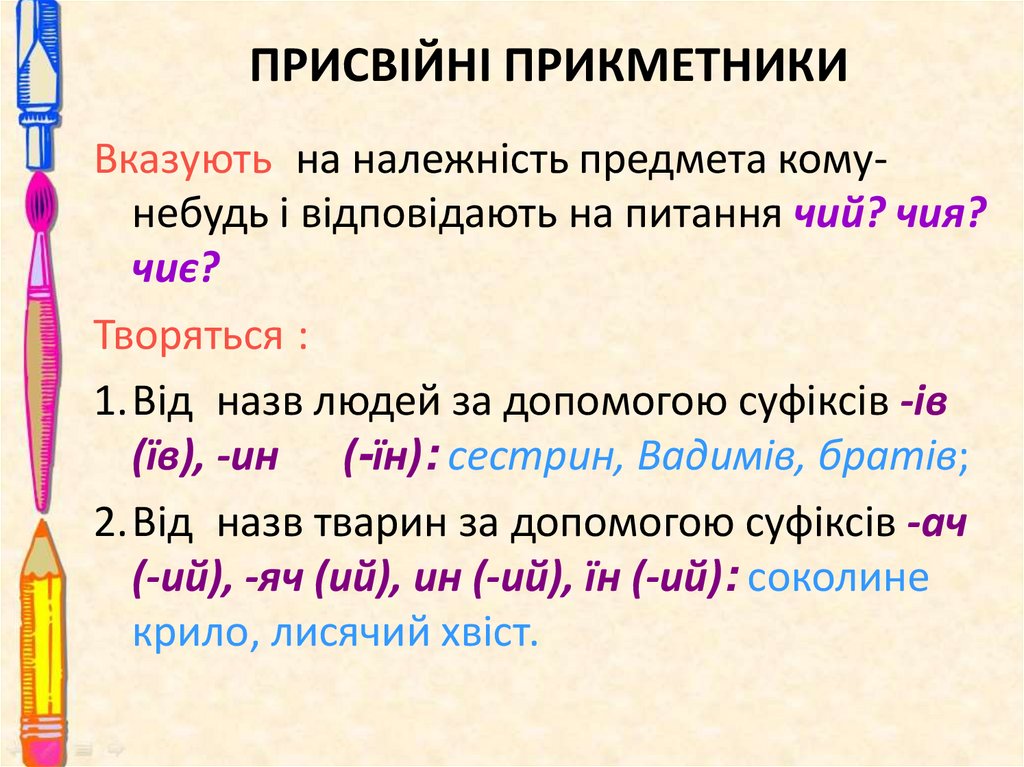 ПРИСВІЙНІ ПРИКМЕТНИКИ
Вказують на належність предмета кому-
небудь і відповідають на питання чий? чия?
чиє?
Творяться :
1. Від назв людей за допомогою суфіксів -ів
(їв), -ин (-їн): сестрин, Вадимів, братів;
2. Від назв тварин за допомогою суфіксів -ач
(-ий), -яч (ий), ин (-ий), їн (-ий): соколине
крило, лисячий хвіст.